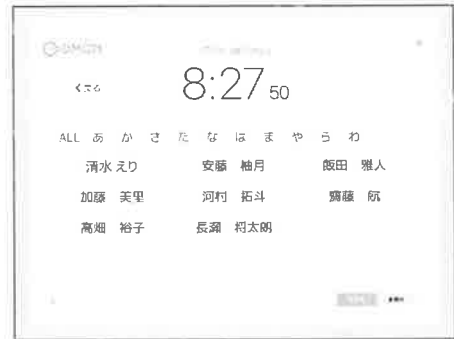 く戻る
8:27 50
ALL あ か さ た な は ま や ら わ
清水 えり 安藤 柚月 飯田 雅人
加藤 美里 河村 拓斗 齋藤 航
高畑 裕子 長瀬 将太朗